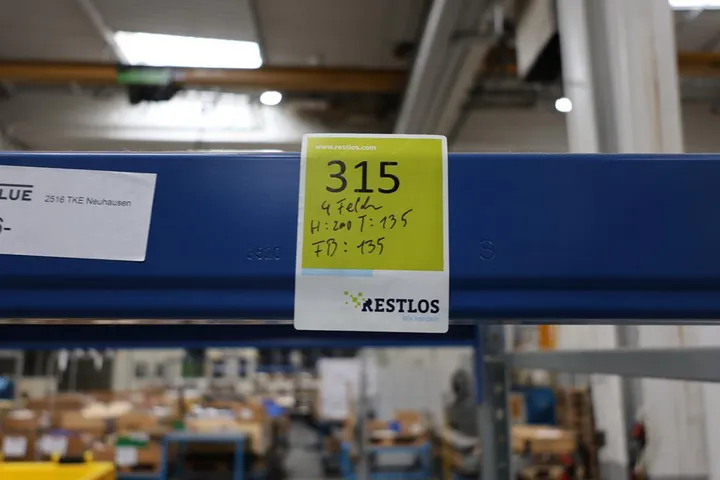 LUE
2516 TKE Neuhausen
www.restlos.com
315
4 Felder
H: 200 T: 135
FB: 135
RESTLOS
S